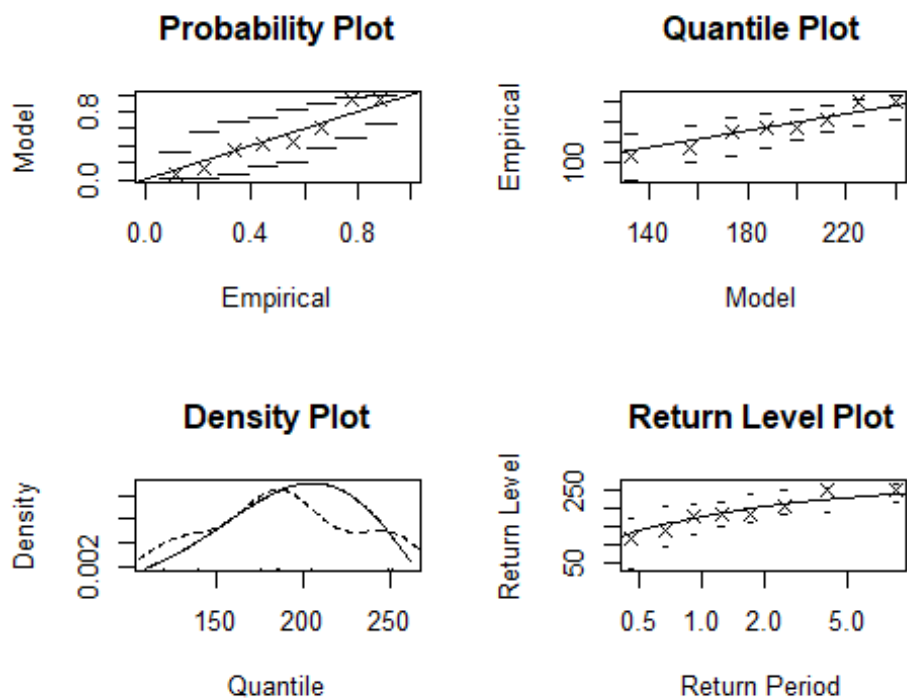 Probability Plot
Model
0.0 0.8
0.0 0.4 0.8
Empirical
Quantile Plot
Empirical
100
140 180 220
Model
Density Plot
Density
0.002
150 200 250
Quantile
Return Level Plot
Return Level
50 250
0.5 1.0 2.0 5.0
Return Period